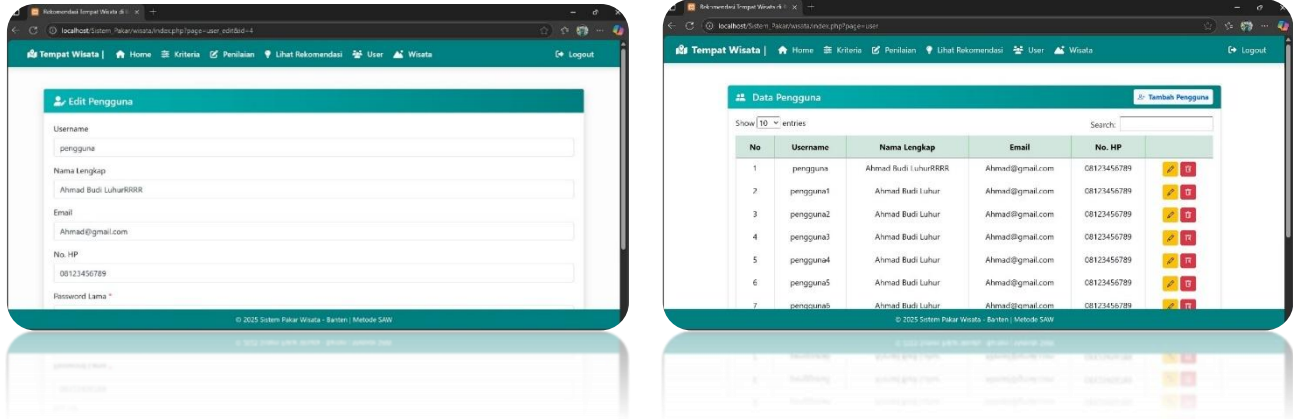 Rekomendasi Tempat Wisata di
localhost/Sistem_Pakar/wisata/index.php?page=user_edit&id=4
Tempat Wisata | Home Kriteria Penilaian Lihat Rekomendasi User Wisata Logout
Edit Pengguna
Username
pengguna
Nama Lengkap
Ahmad Budi LuhurRRRR
Email
Ahmad@gmail.com
No. HP
08123456789
Password Lama *
© 2025 Sistem Pakar Wisata - Banten | Metode SAW
Rekomendasi Tempat Wisata di
localhost/Sistem_Pakar/wisata/index.php?page=user
Tempat Wisata | Home Kriteria Penilaian Lihat Rekomendasi User Wisata Logout
Data Pengguna Tambah Pengguna
Show 10 entries Search:
No Username Nama Lengkap Email No. HP
1 pengguna Ahmad Budi LuhurRRRR Ahmad@gmail.com 08123456789
2 pengguna1 Ahmad Budi Luhur Ahmad@gmail.com 08123456789
3 pengguna2 Ahmad Budi Luhur Ahmad@gmail.com 08123456789
4 pengguna3 Ahmad Budi Luhur Ahmad@gmail.com 08123456789
5 pengguna4 Ahmad Budi Luhur Ahmad@gmail.com 08123456789
6 pengguna5 Ahmad Budi Luhur Ahmad@gmail.com 08123456789
7 pengguna6 Ahmad Budi Luhur Ahmad@gmail.com 08123456789
© 2025 Sistem Pakar Wisata - Banten | Metode SAW